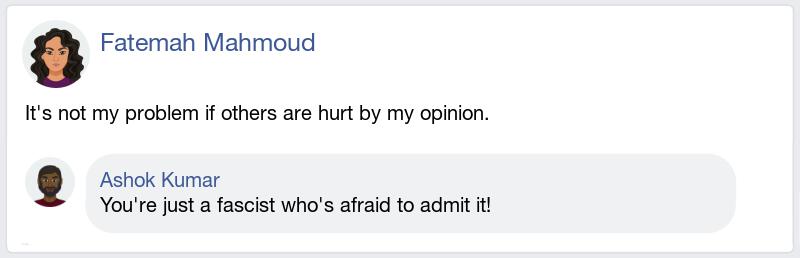 Fatemah Mahmoud
It's not my problem if others are hurt by my opinion.
Ashok Kumar
You're just a fascist who's afraid to admit it!